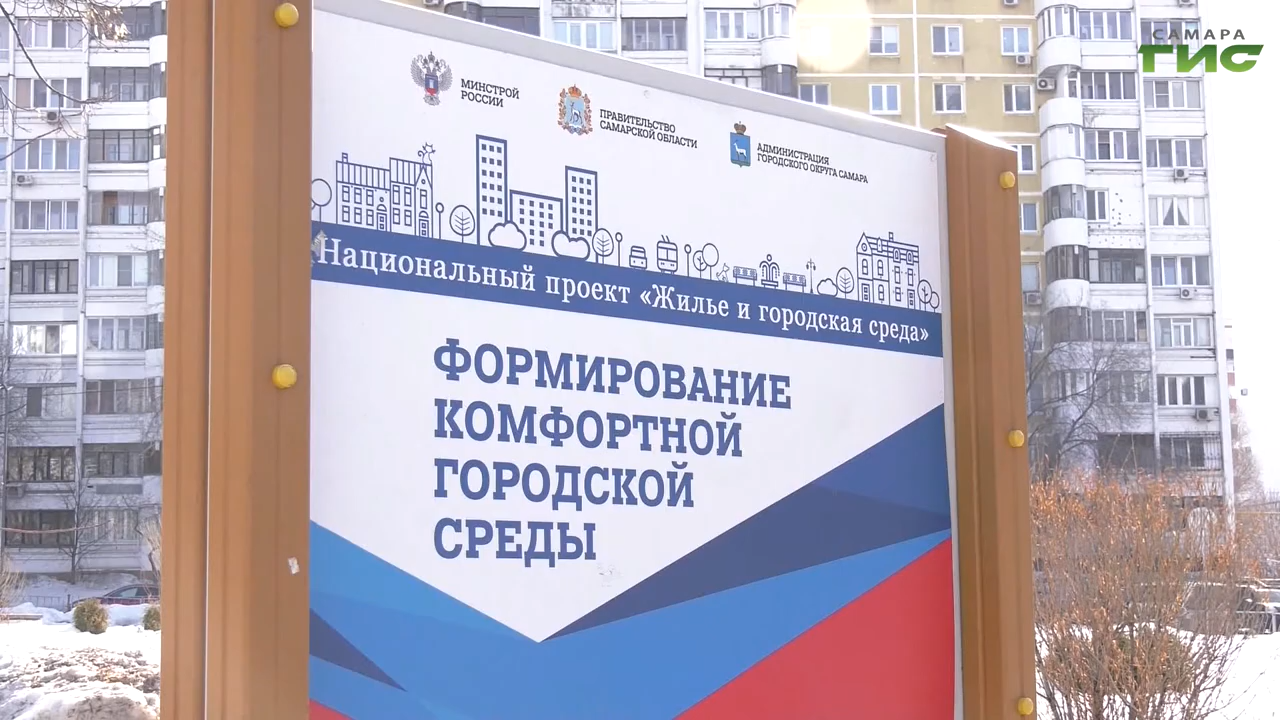 САМАРА
ГИС
МИНСТРОЙ
РОССИИ
ПРАВИТЕЛЬСТВО
САМАРСКОЙ ОБЛАСТИ
АДМИНИСТРАЦИЯ
ГОРОДСКОГО ОКРУГА САМАРА
Национальный проект «Жилье и городская среда»
ФОРМИРОВАНИЕ
КОМФОРТНОЙ
ГОРОДСКОЙ
СРЕДЫ